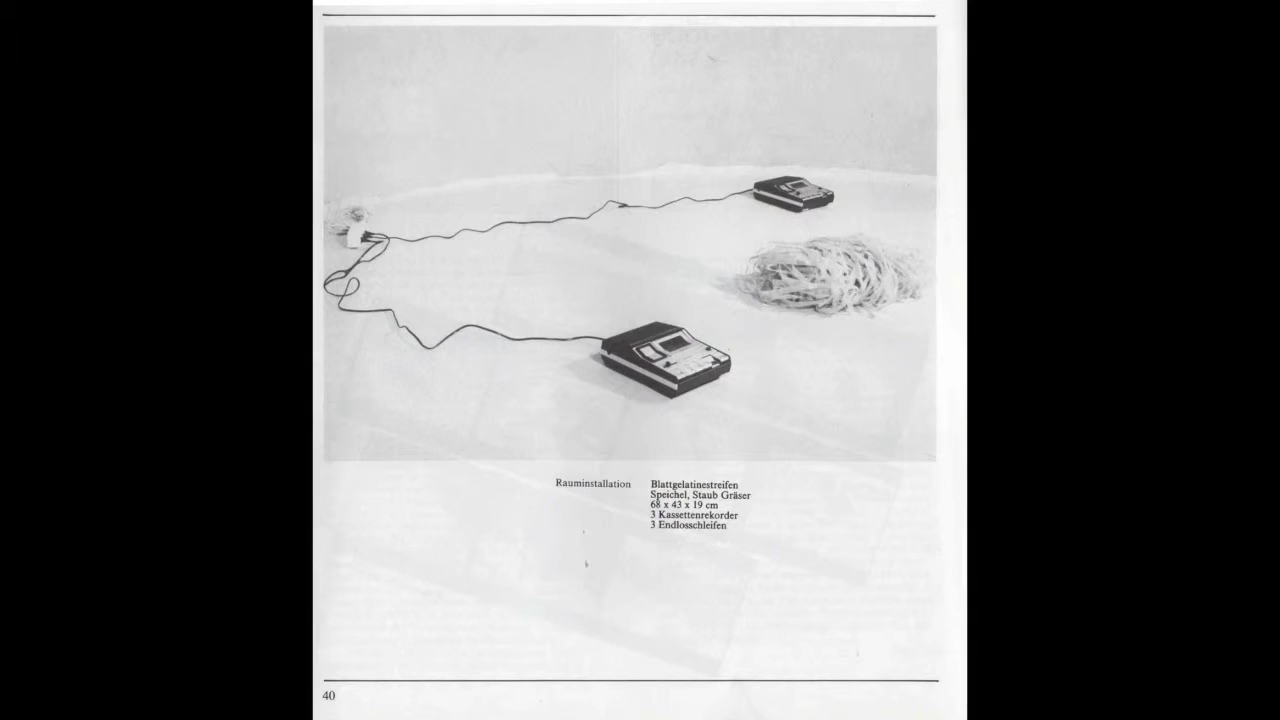 Rauminstallation
Blattgelatinestreifen
Speichel, Staub Gräser
68 x 43 x 19 cm
3 Kassettenrekorder
3 Endlosschleifen
40